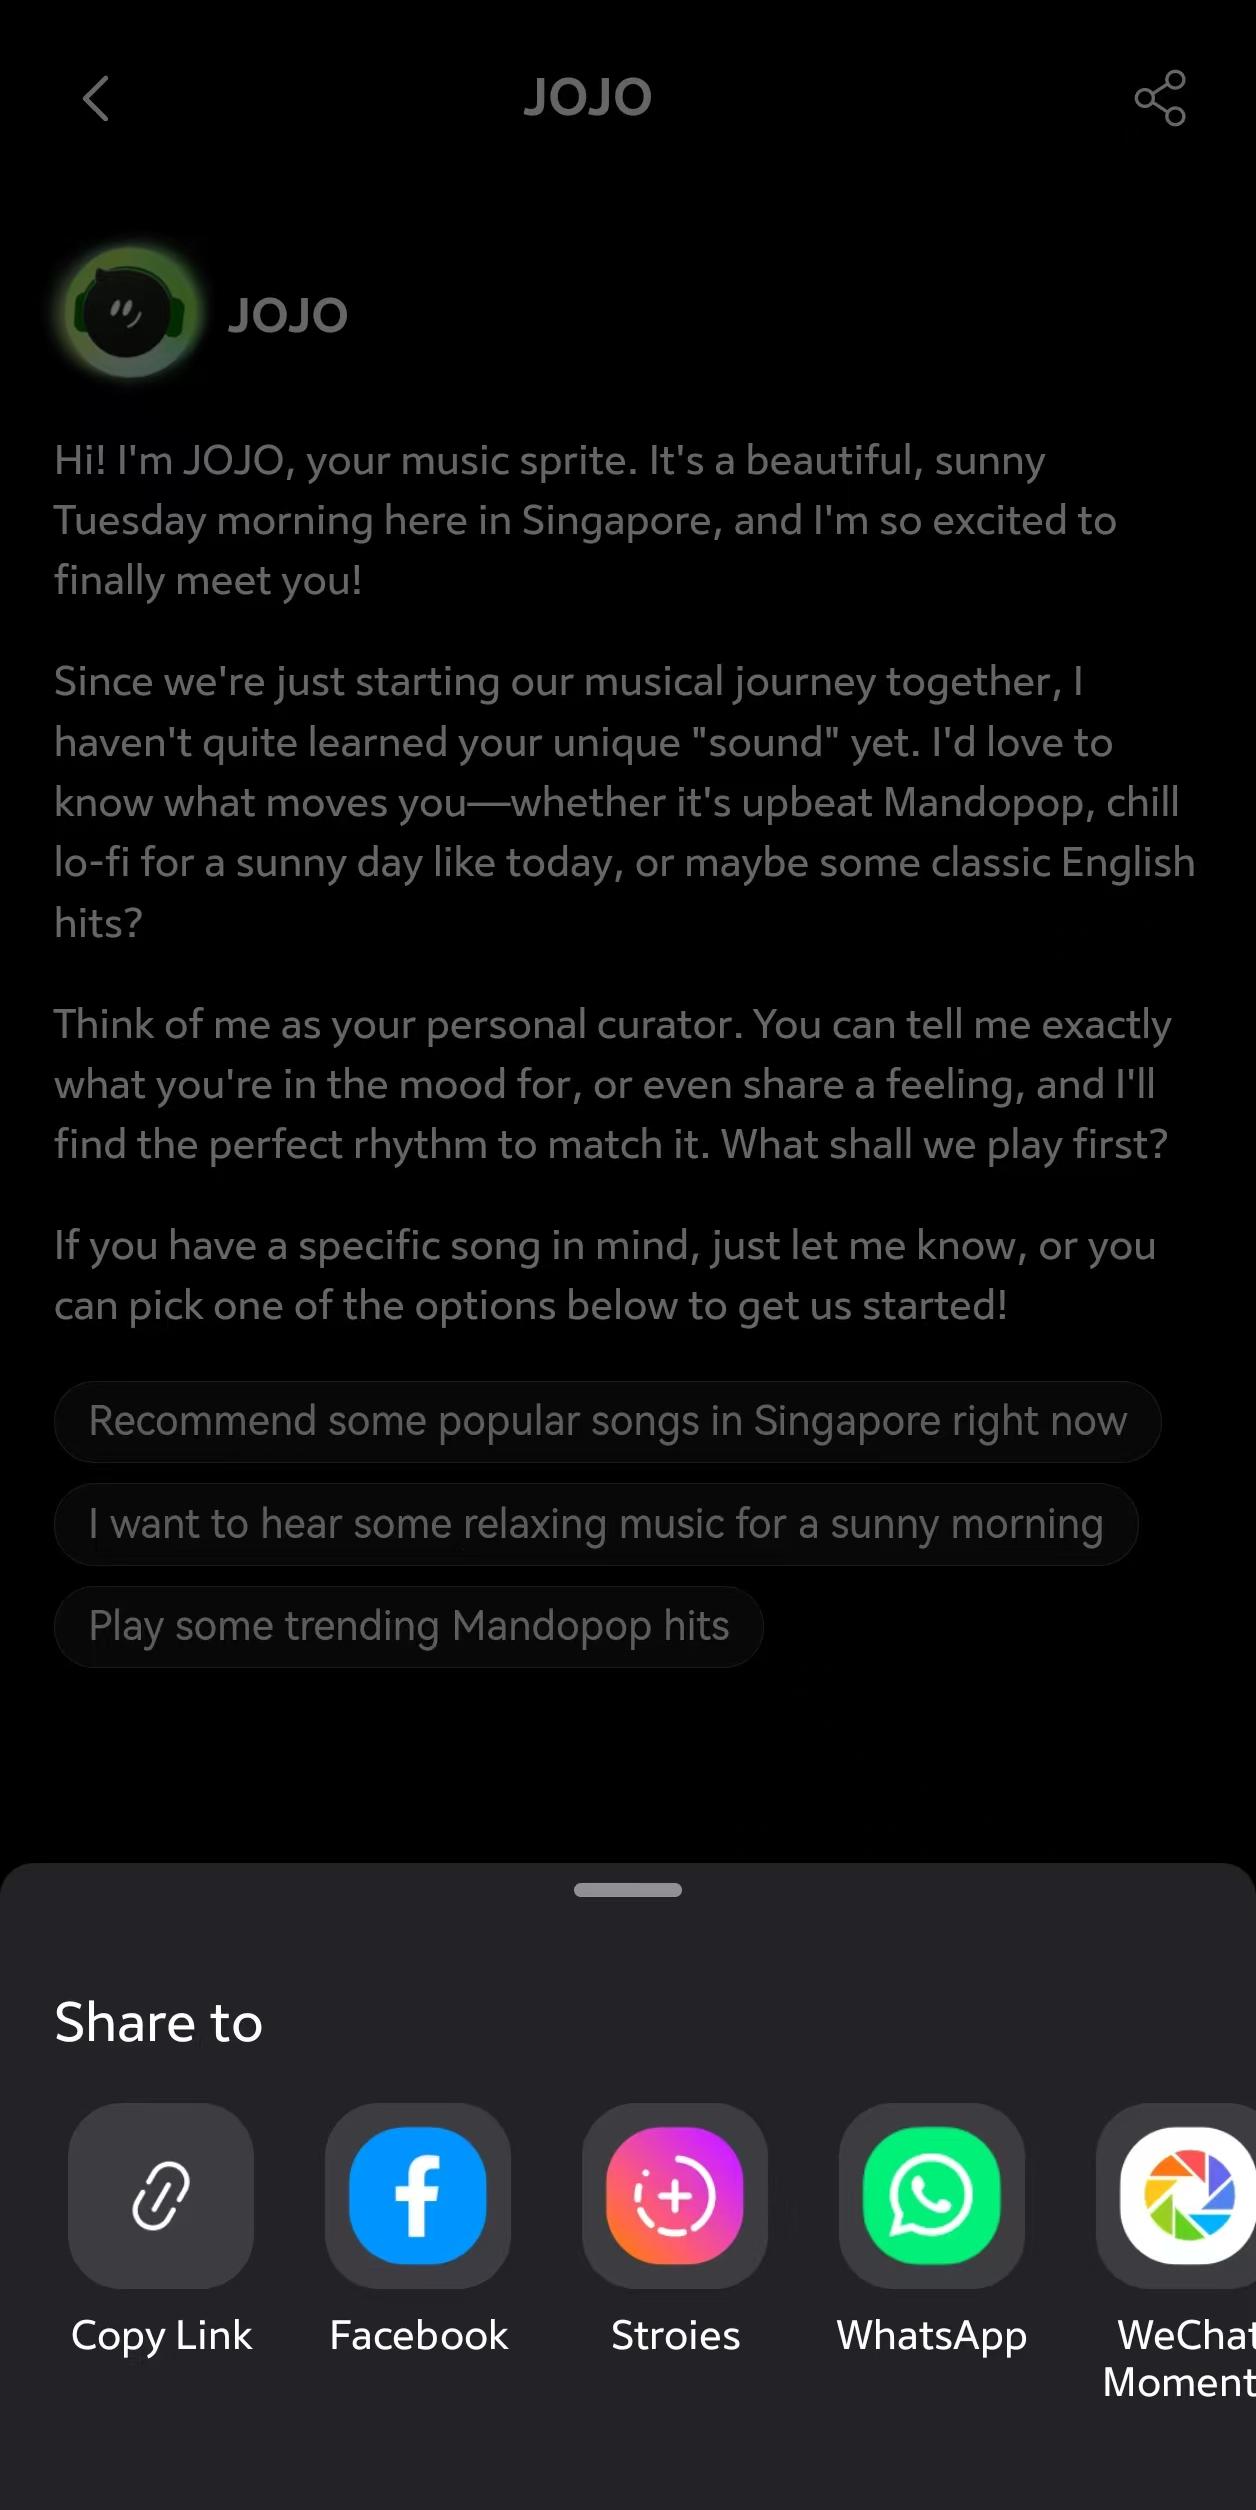 JOJO
JOJO
Hi! I'm JOJO, your music sprite. It's a beautiful, sunny
Tuesday morning here in Singapore, and I'm so excited to
finally meet you!
Since we're just starting our musical journey together, I
haven't quite learned your unique "sound" yet. I'd love to
know what moves you—whether it's upbeat Mandopop, chill
lo-fi for a sunny day like today, or maybe some classic English
hits?
Think of me as your personal curator. You can tell me exactly
what you're in the mood for, or even share a feeling, and I'll
find the perfect rhythm to match it. What shall we play first?
If you have a specific song in mind, just let me know, or you
can pick one of the options below to get us started!
Recommend some popular songs in Singapore right now
I want to hear some relaxing music for a sunny morning
Play some trending Mandopop hits
Share to
Copy Link
Facebook
Stroies
WhatsApp
WeChat
Moment